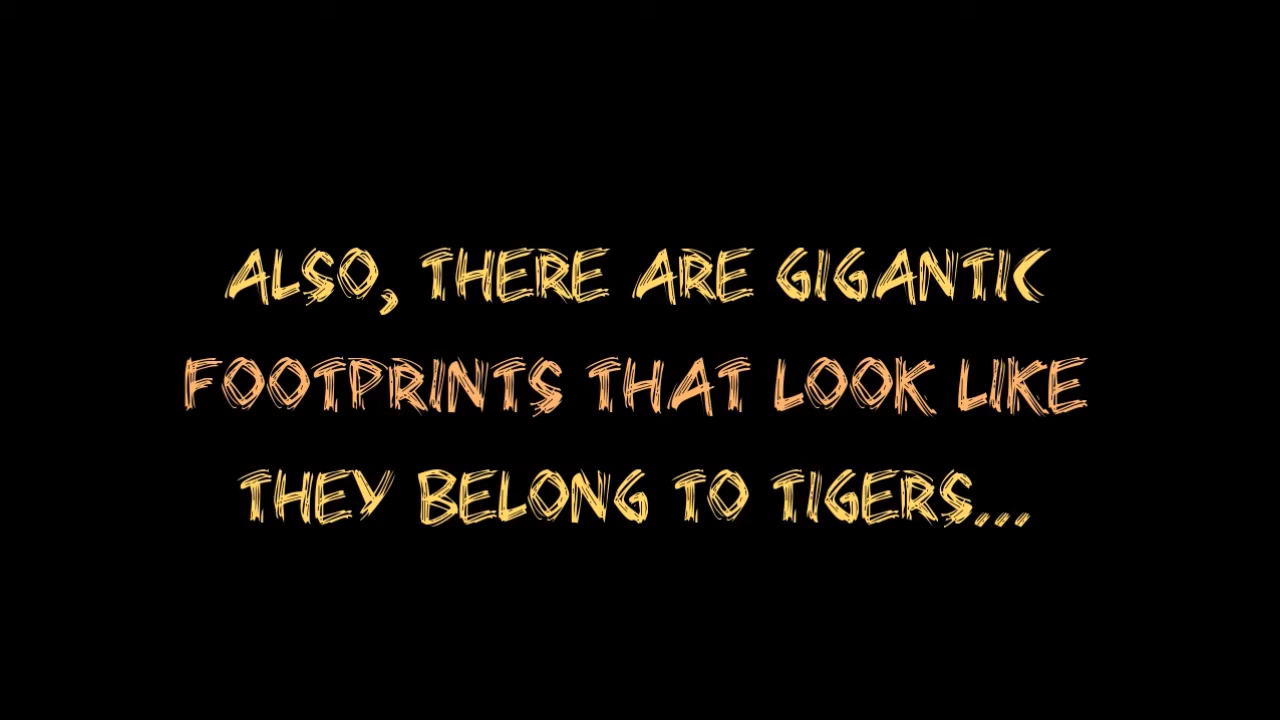 ALSO, THERE ARE GIGANTIC
FOOTPRINTS THAT LOOK LIKE
THEY BELONG TO TIGERS...